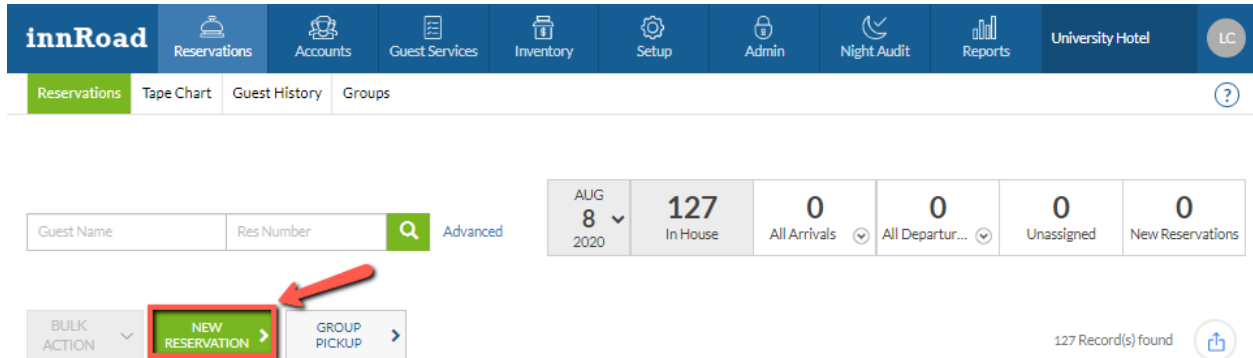 innRoad
Reservations
Accounts
Guest Services
Inventory
Setup
Admin
Night Audit
Reports
University Hotel
LC
Reservations
Tape Chart
Guest History
Groups
?
Guest Name
Res Number
Advanced
AUG
8
2020
127
In House
0
All Arrivals
0
All Departur...
0
Unassigned
0
New Reservations
BULK
ACTION
NEW
RESERVATION
GROUP
PICKUP
127 Record(s) found